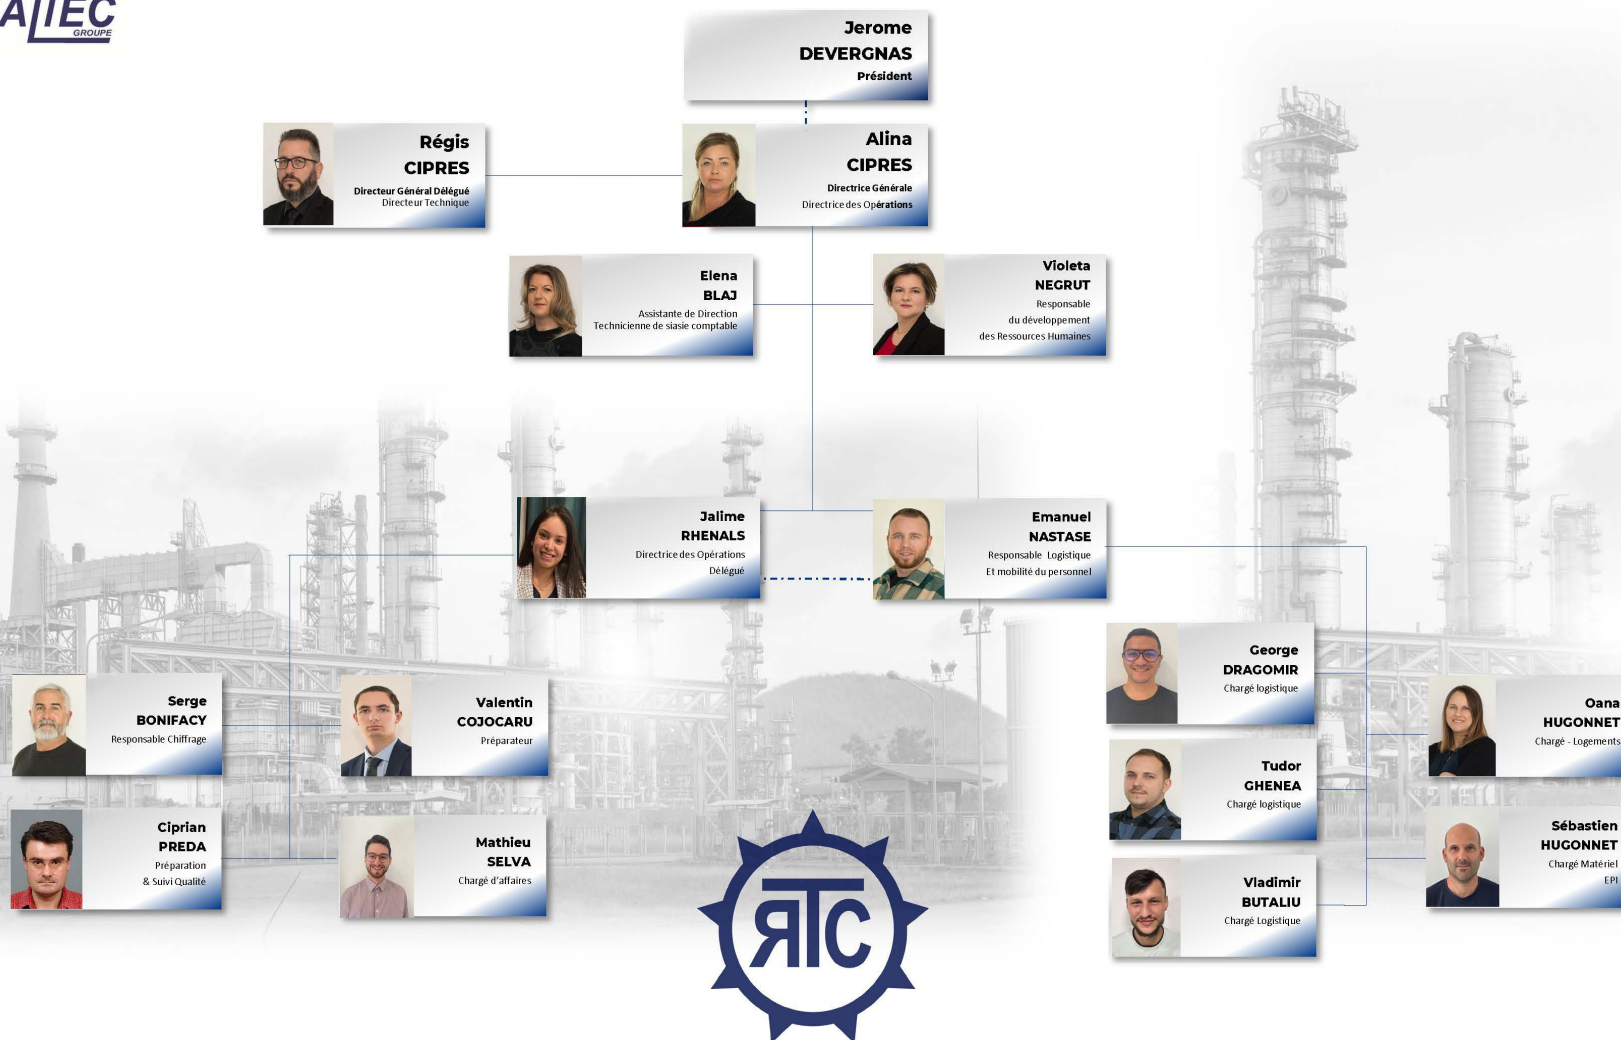 ALTEC
GROUPE
Jerome
DEVERGNAS
Président
Régis
CIPRES
Directeur Général Délégué
Directeur Technique
Alina
CIPRES
Directrice Générale
Directrice des Opérations
Elena
BLAJ
Assistante de Direction
Technicienne de siasie comptable
Violeta
NEGRUT
Responsable
du développement
des Ressources Humaines
Jalime
RHENALS
Directrice des Opérations
Délégué
Emanuel
NASTASE
Responsable Logistique
Et mobilité du personnel
Serge
BONIFACY
Responsable Chiffrage
Valentin
COJOCARU
Préparateur
Ciprian
PREDA
Préparation
& Suivi Qualité
Mathieu
SELVA
Chargé d'affaires
George
DRAGOMIR
Chargé logistique
Tudor
GHENEA
Chargé logistique
Vladimir
BUTALIU
Chargé Logistique
Oana
HUGONNET
Chargé - Logements
Sébastien
HUGONNET
Chargé Matériel
EPI
RTC